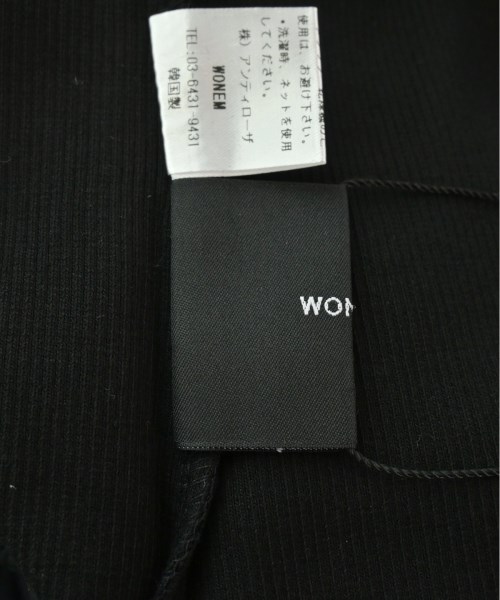 使用は、お避け下さい。
・洗濯時、ネットを使用
してください。
株）アンティローザ
WONEM
TEL:03-6431-9431
韓国製
WON